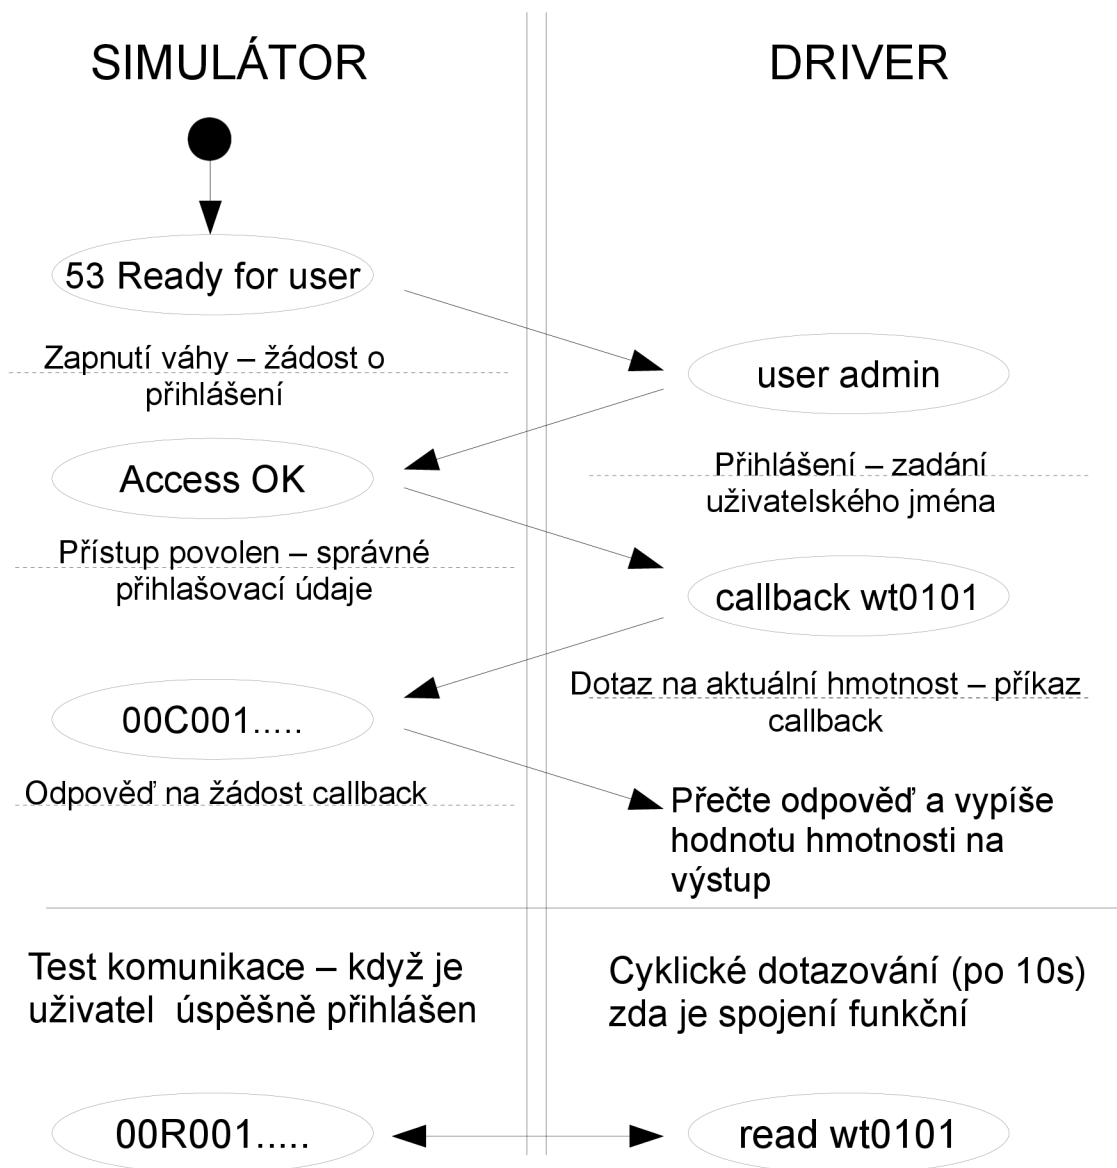 SIMULÁTOR
DRIVER
53 Ready for user
Zapnutí váhy – žádost o
přihlášení
user admin
Access OK
Přihlášení – zadání
uživatelského jména
Přístup povolen – správné
přihlašovací údaje
callback wt0101
Dotaz na aktuální hmotnost – příkaz
callback
00C001.....
Odpověď na žádost callback
Přečte odpověď a vypíše
hodnotu hmotnosti na
výstup
Test komunikace – když je
uživatel úspěšně přihlášen
Cyklické dotazování (po 10s)
zda je spojení funkční
00R001.....
read wt0101